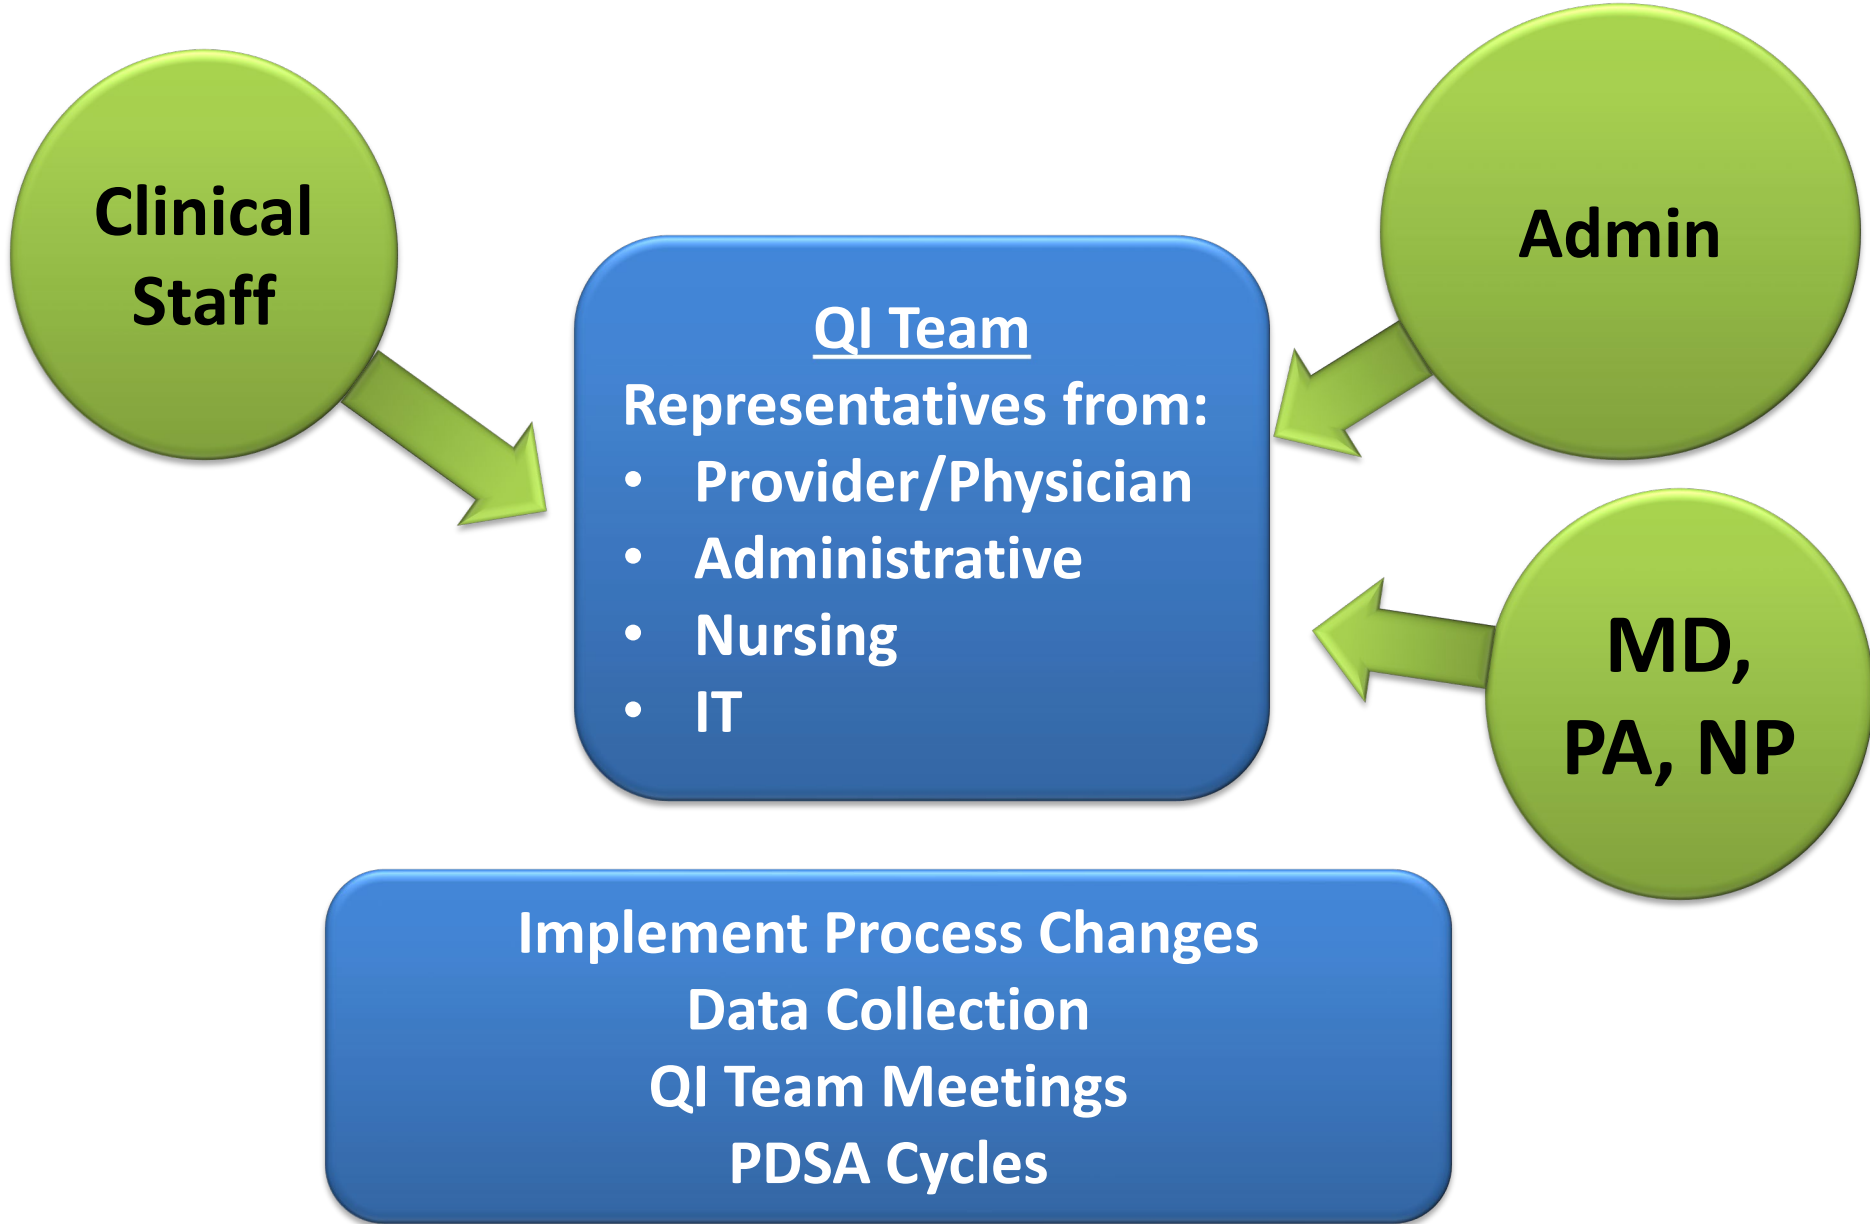 Clinical
Staff
Admin
QI Team
Representatives from:
• Provider/Physician
• Administrative
• Nursing
• IT
MD,
PA, NP
Implement Process Changes
Data Collection
QI Team Meetings
PDSA Cycles